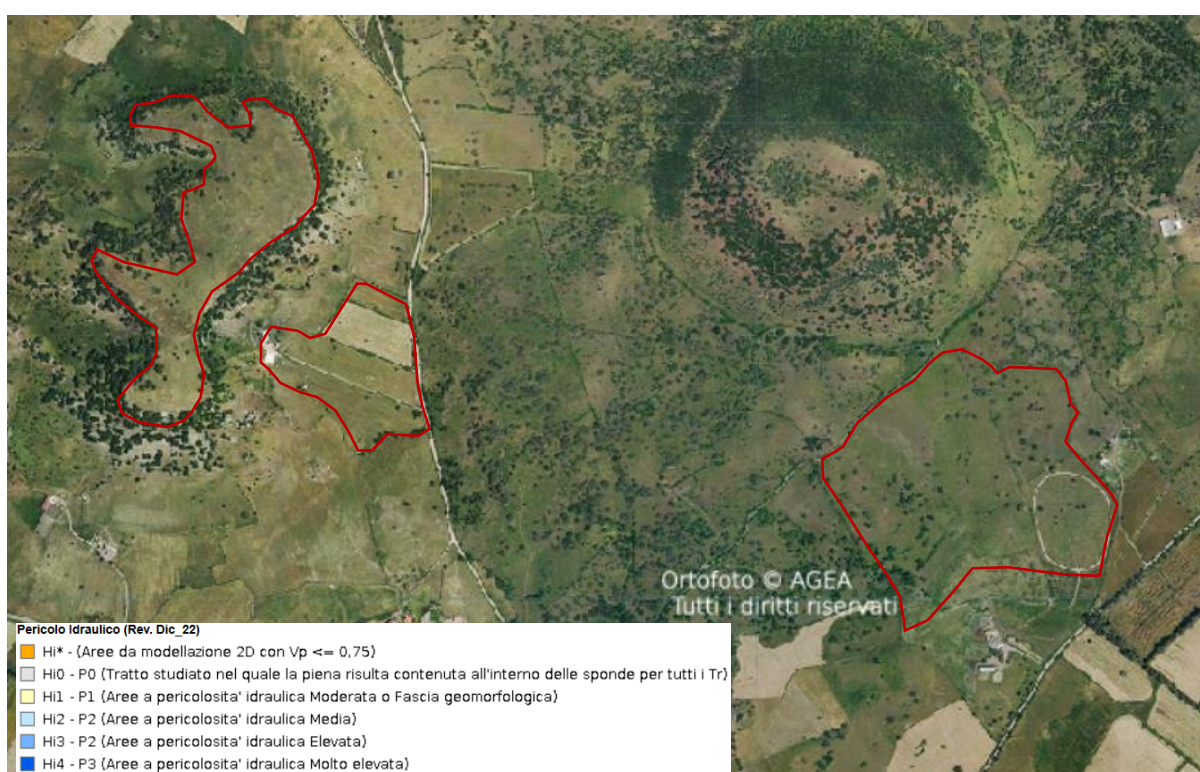 Ortofoto © AGEA
Tutti i diritti riservati
Pericolo Idraulico (Rev. Dic_22)
Hi* - (Aree da modellazione 2D con Vp <= 0,75)
Hi0 - P0 (Tratto studiato nel quale la piena risulta contenuta all'interno delle sponde per tutti i Tr)
Hi1 - P1 (Aree a pericolosita' idraulica Moderata o Fascia geomorfologica)
Hi2 - P2 (Aree a pericolosita' idraulica Media)
Hi3 - P2 (Aree a pericolosita' idraulica Elevata)
Hi4 - P3 (Aree a pericolosita' idraulica Molto elevata)